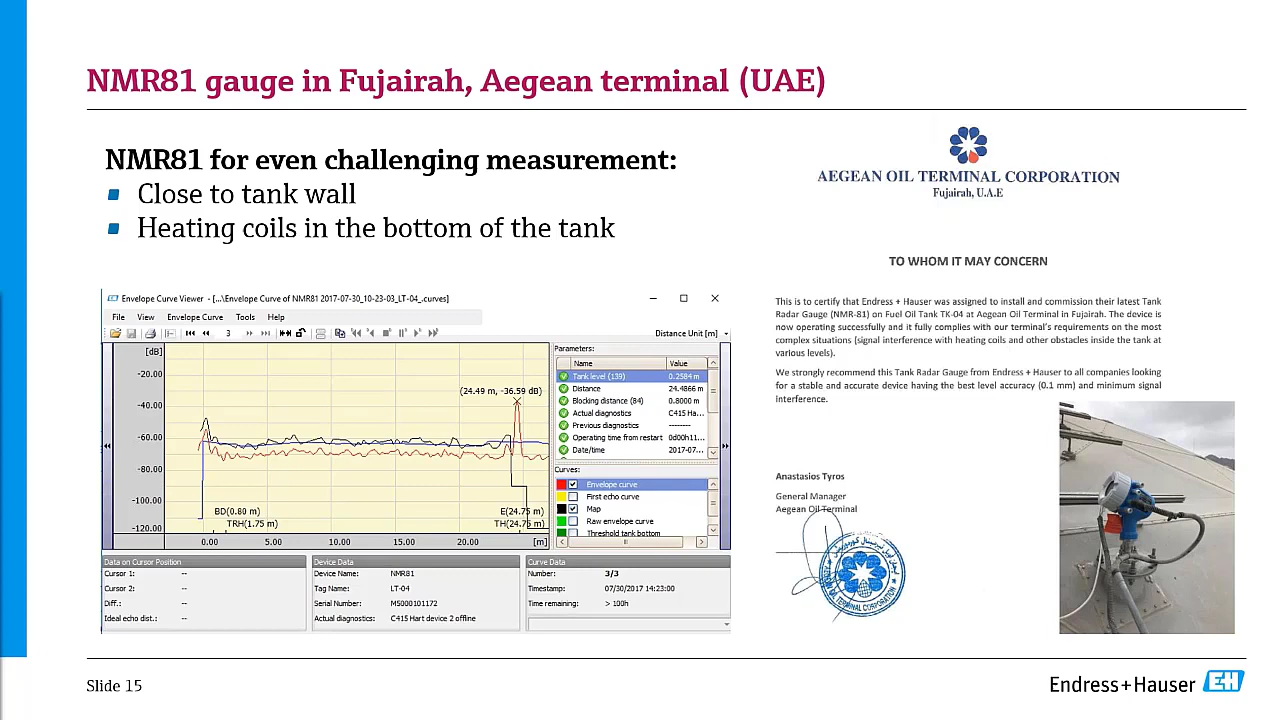 NMR81 gauge in Fujairah, Aegean terminal (UAE)
NMR81 for even challenging measurement:
Close to tank wall
Heating coils in the bottom of the tank
Envelope Curve Viewer - [...\Envelope Curve of NMR81 2017-07-30_10-23-03_LT-04_.curves]
File View Envelope Curve Tools Help
3
Distance Unit [m]
[dB]
-20.00
-40.00
-60.00
-80.00
-100.00
-120.00
(24.49 m, -36.59 dB)
BD(0.80 m)
TRH(1.75 m)
E(24.75 m)
TH(24.75 m)
0.00 5.00 10.00 15.00 20.00 [m]
Parameters:
Name Value
Tank level (139) 0.2584 m
Distance 24.4866 m
Blocking distance (84) 0.8000 m
Actual diagnostics C415 Ha...
Previous diagnostics --------
Operating time from restart 0d00h11...
Date/time 2017-07...
Curves:
Envelope curve
First echo curve
Map
Raw envelope curve
Threshold tank bottom
Data on Cursor Position
Cursor 1: --
Cursor 2: --
Diff.: --
Ideal echo dist.: --
Device Data
Device Name: NMR81
Tag Name: LT-04
Serial Number: M5000101172
Actual diagnostics: C415 Hart device 2 offline
Curve Data
Number: 3/3
Timestamp: 07/30/2017 14:23:00
Time remaining: > 100h
AEGEAN OIL TERMINAL CORPORATION
Fujairah, U.A.E
TO WHOM IT MAY CONCERN
This is to certify that Endress + Hauser was assigned to install and commission their latest Tank
Radar Gauge (NMR-81) on Fuel Oil Tank TK-04 at Aegean Oil Terminal in Fujairah. The device is
now operating successfully and it fully complies with our terminal's requirements on the most
complex situations (signal interference with heating coils and other obstacles inside the tank at
various levels).
We strongly recommend this Tank Radar Gauge from Endress + Hauser to all companies looking
for a stable and accurate device having the best level accuracy (0.1 mm) and minimum signal
interference.
Anastasios Tyros
General Manager
Aegean Oil Terminal
Slide 15
Endress+Hauser EH